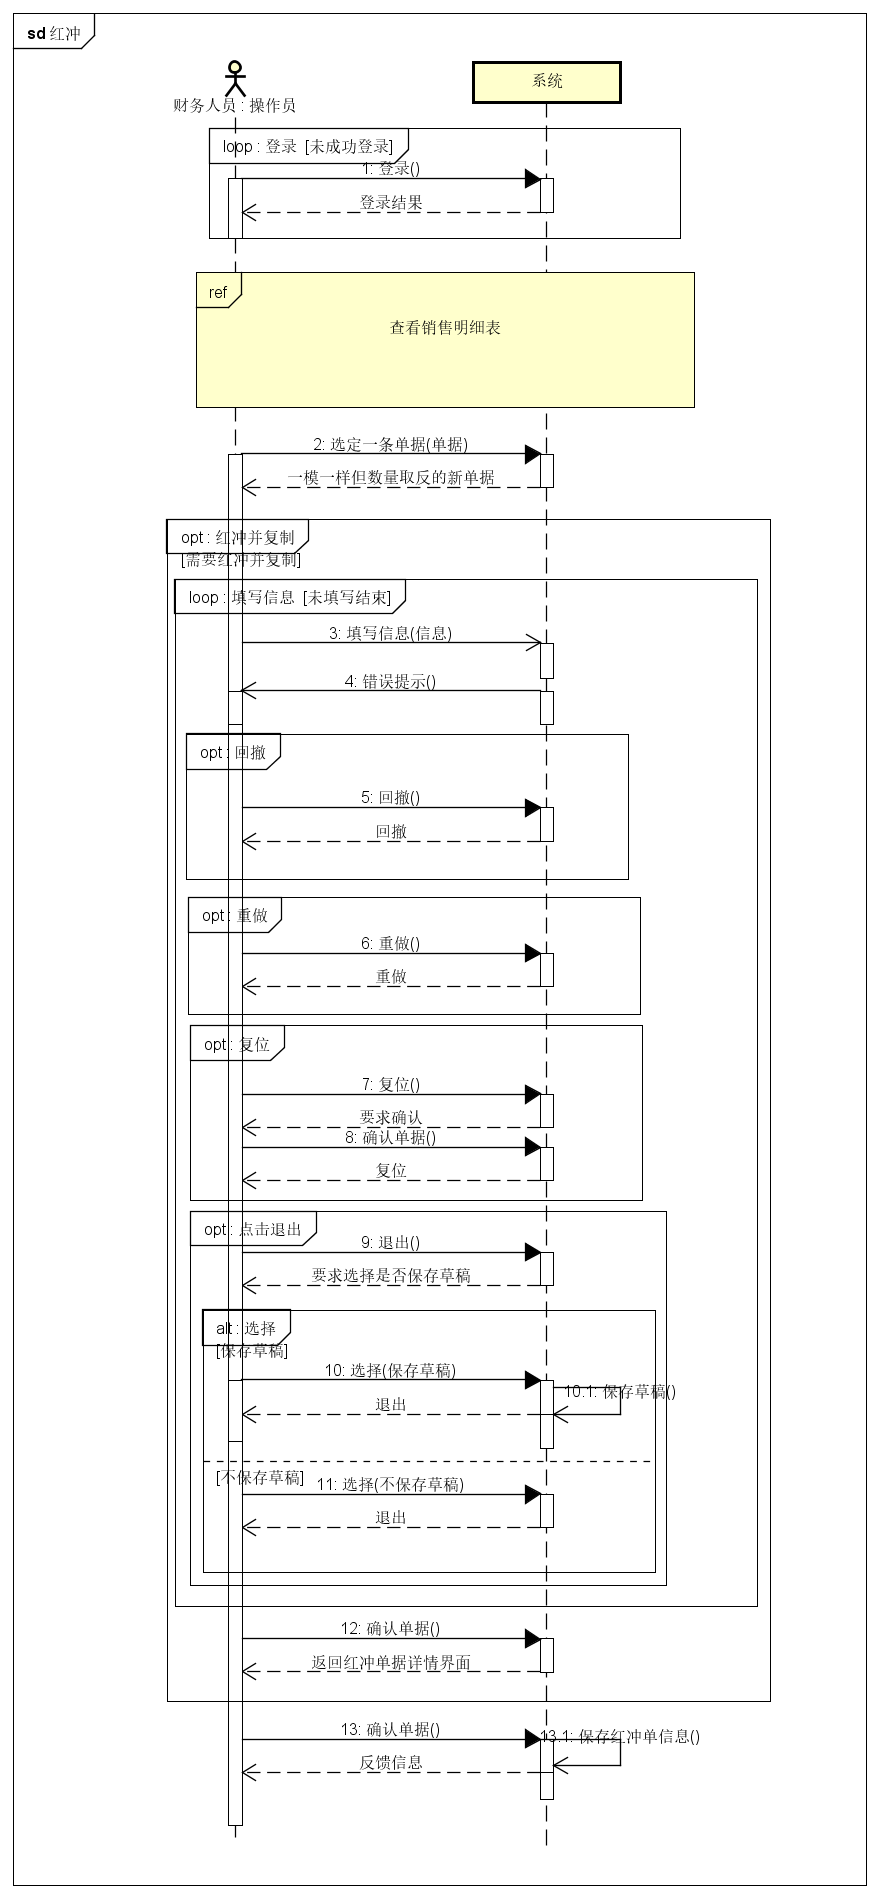 sd 红冲
财务人员 : 操作员
系统
loop : 登录 [未成功登录]
1: 登录()
登录结果
ref
查看销售明细表
2: 选定一条单据(单据)
一模一样但数量取反的新单据
opt : 红冲并复制
[需要红冲并复制]
loop : 填写信息 [未填写结束]
3: 填写信息(信息)
4: 错误提示()
opt : 回撤
5: 回撤()
回撤
opt : 重做
6: 重做()
重做
opt : 复位
7: 复位()
要求确认
8: 确认单据()
复位
opt : 点击退出
9: 退出()
要求选择是否保存草稿
alt : 选择
[保存草稿]
10: 选择(保存草稿)
10.1: 保存草稿()
退出
[不保存草稿]
11: 选择(不保存草稿)
退出
12: 确认单据()
返回红冲单据详情界面
13: 确认单据()
13.1: 保存红冲单信息()
反馈信息